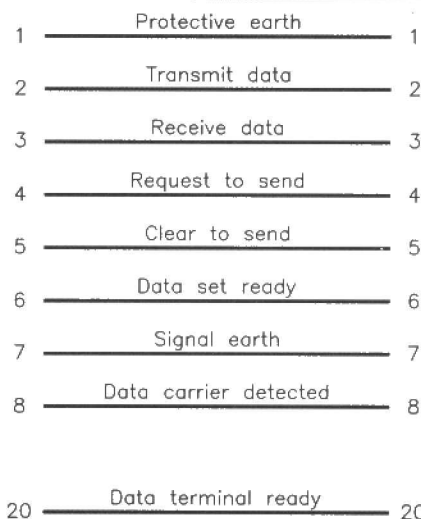 Protective earth
1 1
Transmit data
2 2
Receive data
3 3
Request to send
4 4
Clear to send
5 5
Data set ready
6 6
Signal earth
7 7
Data carrier detected
8 8
Data terminal ready
20 20